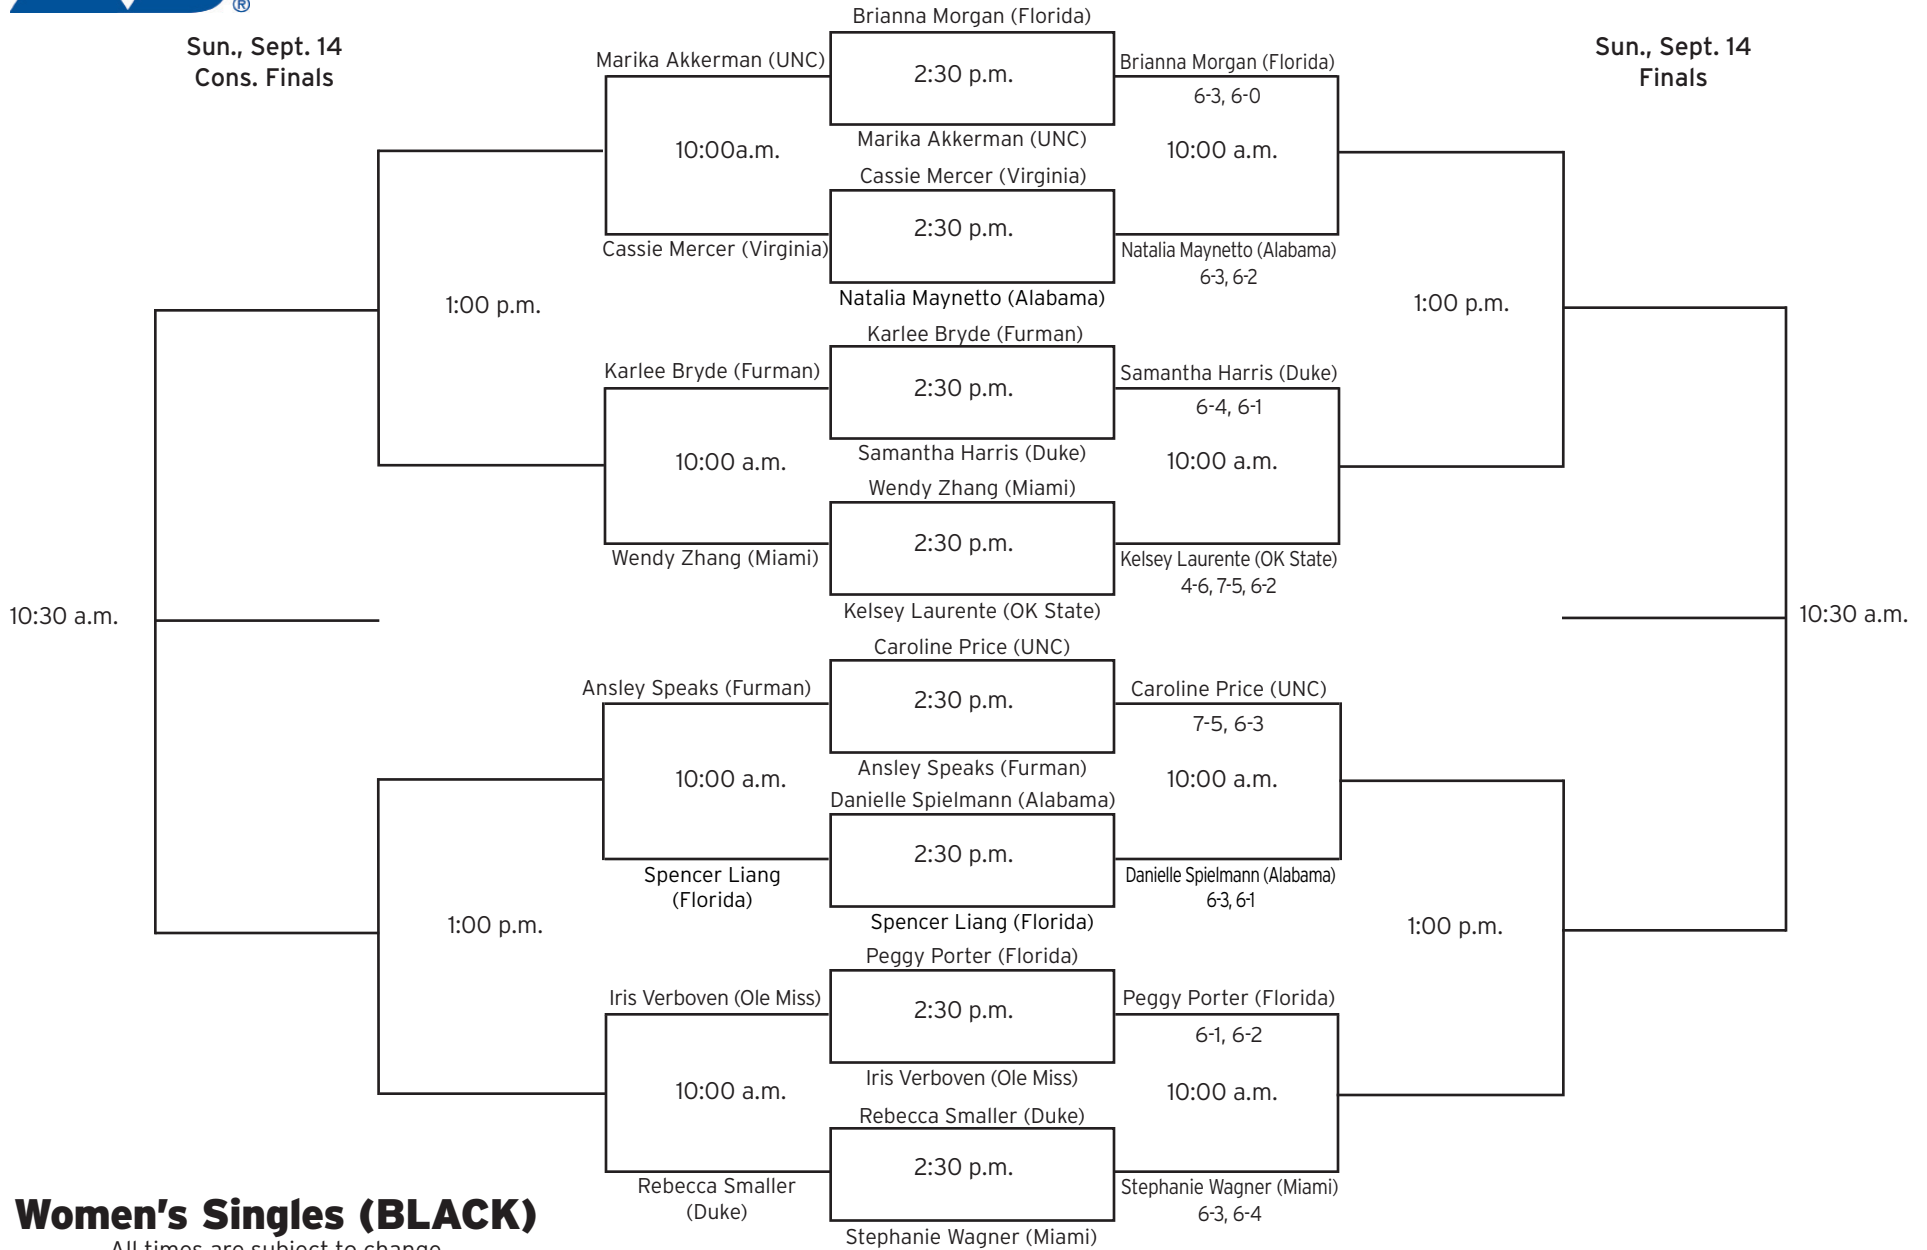 ®
Sun., Sept. 14
Cons. Finals
Sun., Sept. 14
Finals
Brianna Morgan (Florida)
Marika Akkerman (UNC)
2:30 p.m.
Brianna Morgan (Florida)
6-3, 6-0
10:00a.m.
Marika Akkerman (UNC)
10:00 a.m.
Cassie Mercer (Virginia)
2:30 p.m.
Cassie Mercer (Virginia)
Natalia Maynetto (Alabama)
6-3, 6-2
Natalia Maynetto (Alabama)
1:00 p.m.
1:00 p.m.
Karlee Bryde (Furman)
Karlee Bryde (Furman)
2:30 p.m.
Samantha Harris (Duke)
6-4, 6-1
10:00 a.m.
Samantha Harris (Duke)
10:00 a.m.
Wendy Zhang (Miami)
2:30 p.m.
Wendy Zhang (Miami)
Kelsey Laurente (OK State)
4-6, 7-5, 6-2
Kelsey Laurente (OK State)
10:30 a.m.
10:30 a.m.
Caroline Price (UNC)
Ansley Speaks (Furman)
2:30 p.m.
Caroline Price (UNC)
7-5, 6-3
10:00 a.m.
Ansley Speaks (Furman)
10:00 a.m.
Danielle Spielmann (Alabama)
2:30 p.m.
Spencer Liang
(Florida)
Danielle Spielmann (Alabama)
6-3, 6-1
Spencer Liang (Florida)
1:00 p.m.
1:00 p.m.
Peggy Porter (Florida)
Iris Verboven (Ole Miss)
2:30 p.m.
Peggy Porter (Florida)
6-1, 6-2
10:00 a.m.
Iris Verboven (Ole Miss)
10:00 a.m.
Rebecca Smaller (Duke)
2:30 p.m.
Rebecca Smaller
(Duke)
Stephanie Wagner (Miami)
6-3, 6-4
Stephanie Wagner (Miami)
Women's Singles (BLACK)
All times are subject to change